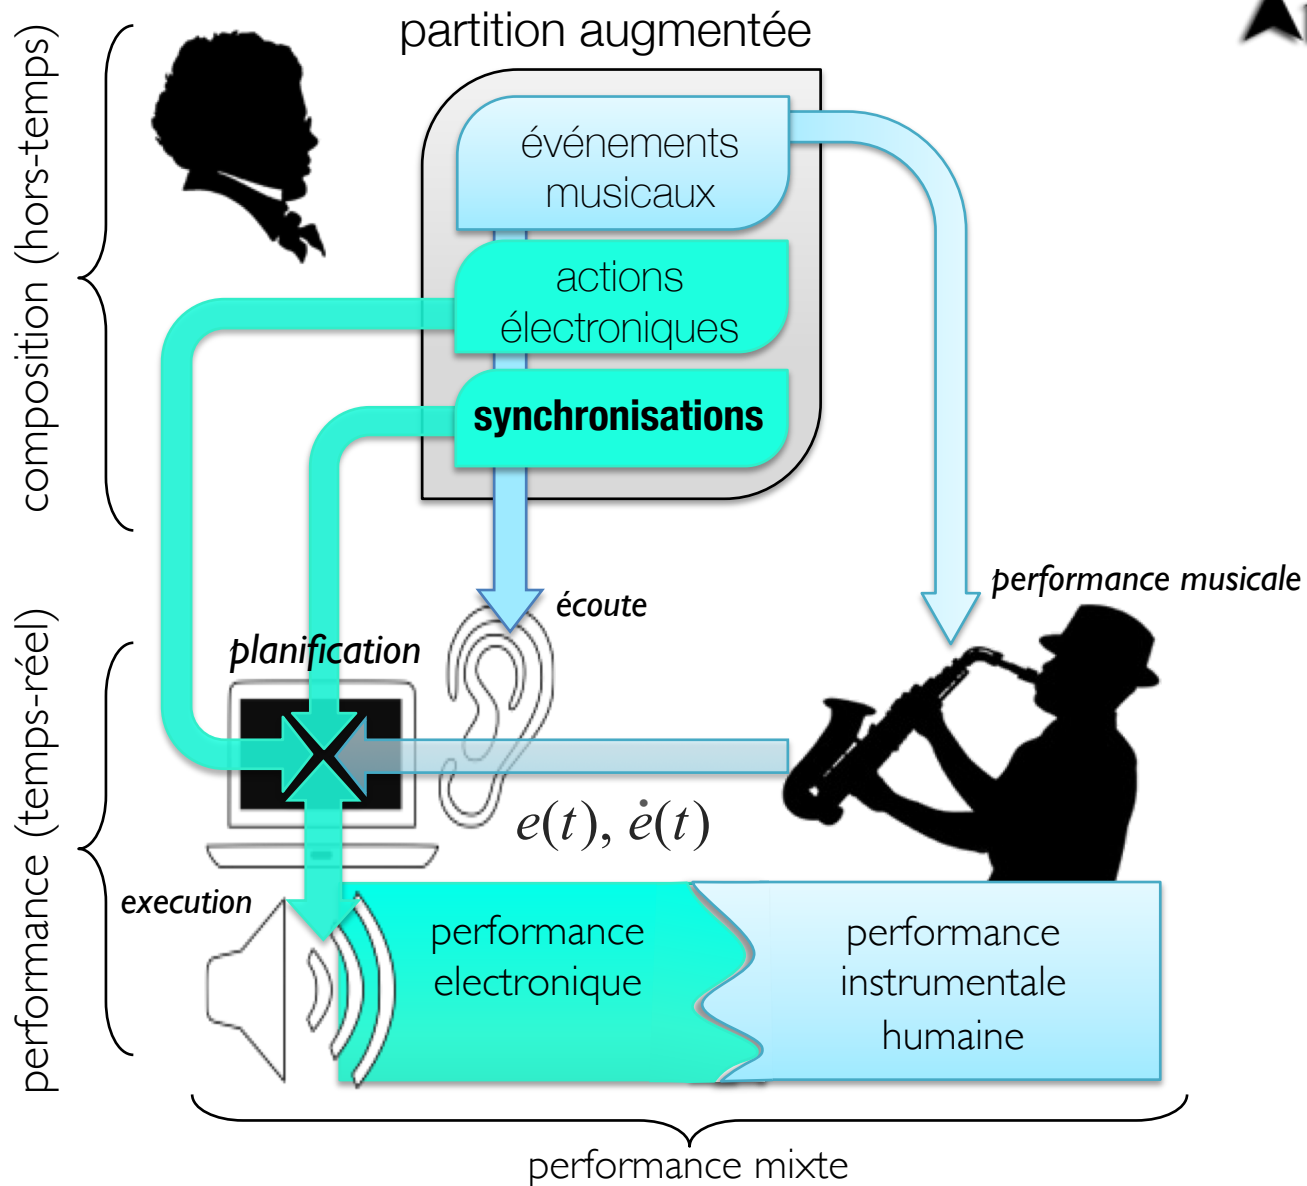 partition augmentée
composition (hors-temps)
événements
musicaux
actions
électroniques
synchronisations
performance musicale
écoute
planification
performance (temps-réel)
e(t), ė(t)
execution
performance
electronique
performance
instrumentale
humaine
performance mixte